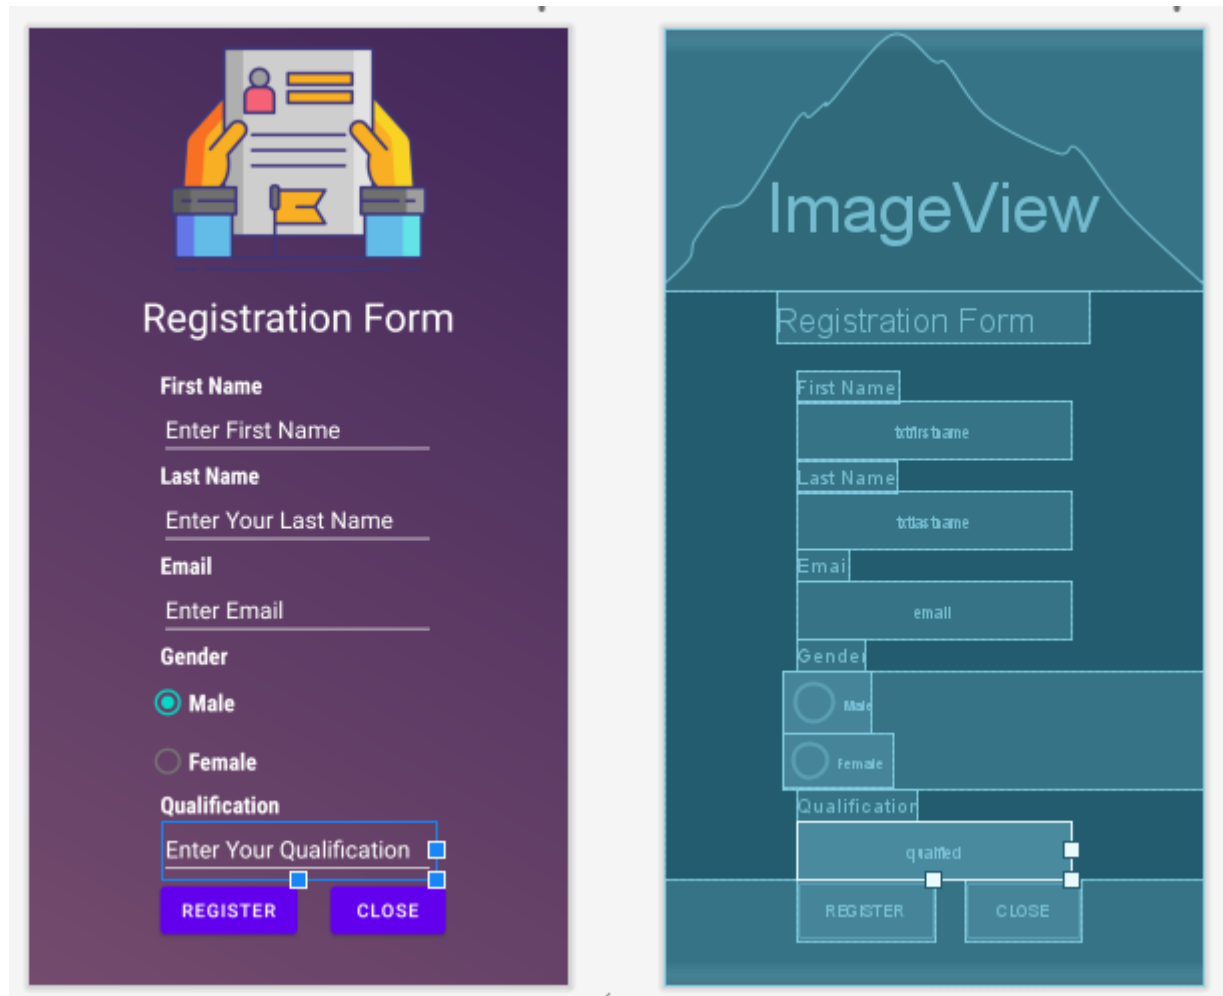 Registration Form
First Name
Enter First Name
Last Name
Enter Your Last Name
Email
Enter Email
Gender
Male
Female
Qualification
Enter Your Qualification
REGISTER CLOSE
ImageView
Registration Form
First Name
txtfirstname
Last Name
txtlastname
Emai
email
Gender
Male
Female
Qualification
REGISTER CLOSE